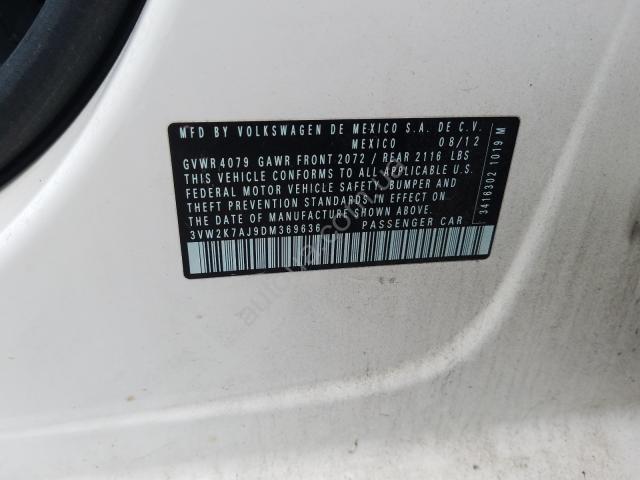 MFD BY VOLKSWAGEN DE MEXICO S.A. DE C.V.
MEXICO 08/12
GVWR 4079 GAWR FRONT 2072 / REAR 2116 LBS
THIS VEHICLE CONFORMS TO ALL APPLICABLE U.S.
FEDERAL MOTOR VEHICLE SAFETY, BUMPER AND
THEFT PREVENTION STANDARDS IN EFFECT ON
THE DATE OF MANUFACTURE SHOWN ABOVE.
3VW2K7AJ9DM369636 PASSENGER CAR
3416302 1019 M